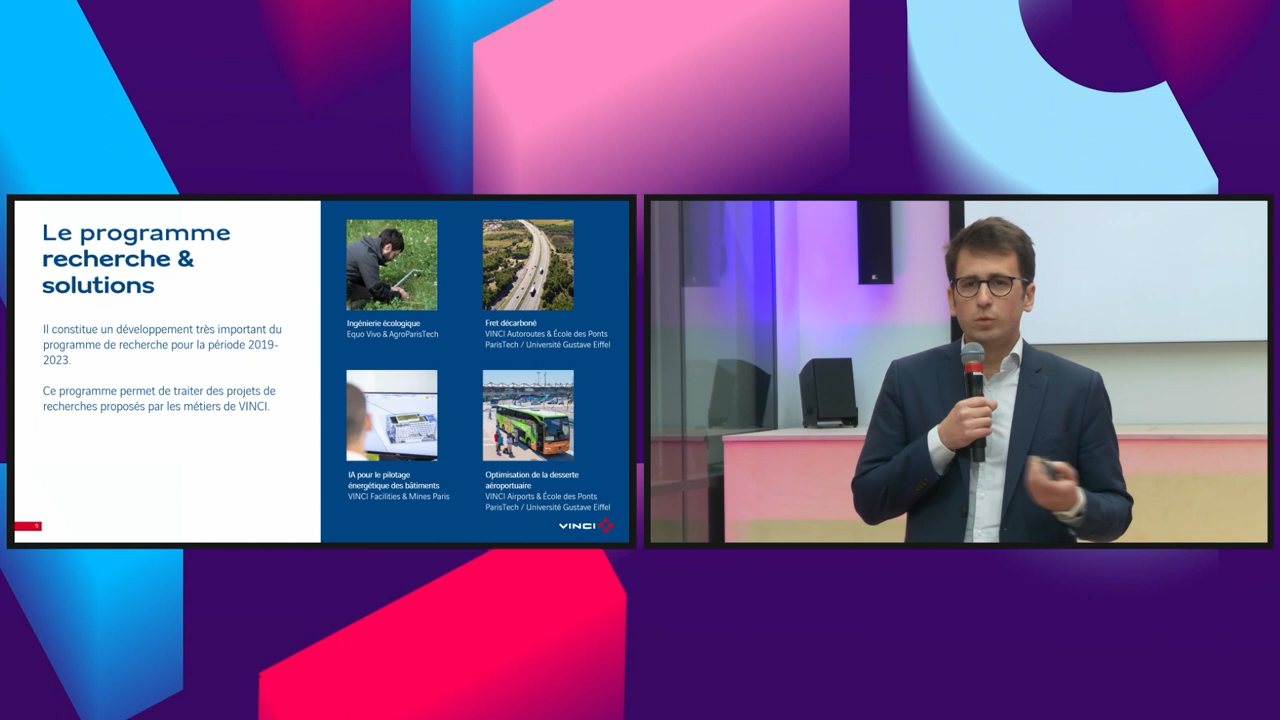 Le programme
recherche &
solutions
Il constitue un développement très important du
programme de recherche pour la période 2019-
2023.
Ce programme permet de traiter des projets de
recherches proposés par les métiers de VINCI.
9
Ingénierie écologique
Equo Vivo & AgroParisTech
Fret décarboné
VINCI Autoroutes & École des Ponts
ParisTech / Université Gustave Eiffel
IA pour le pilotage
énergétique des bâtiments
VINCI Facilities & Mines Paris
Optimisation de la desserte
aéroportuaire
VINCI Airports & École des Ponts
ParisTech / Université Gustave Eiffel
VINCI